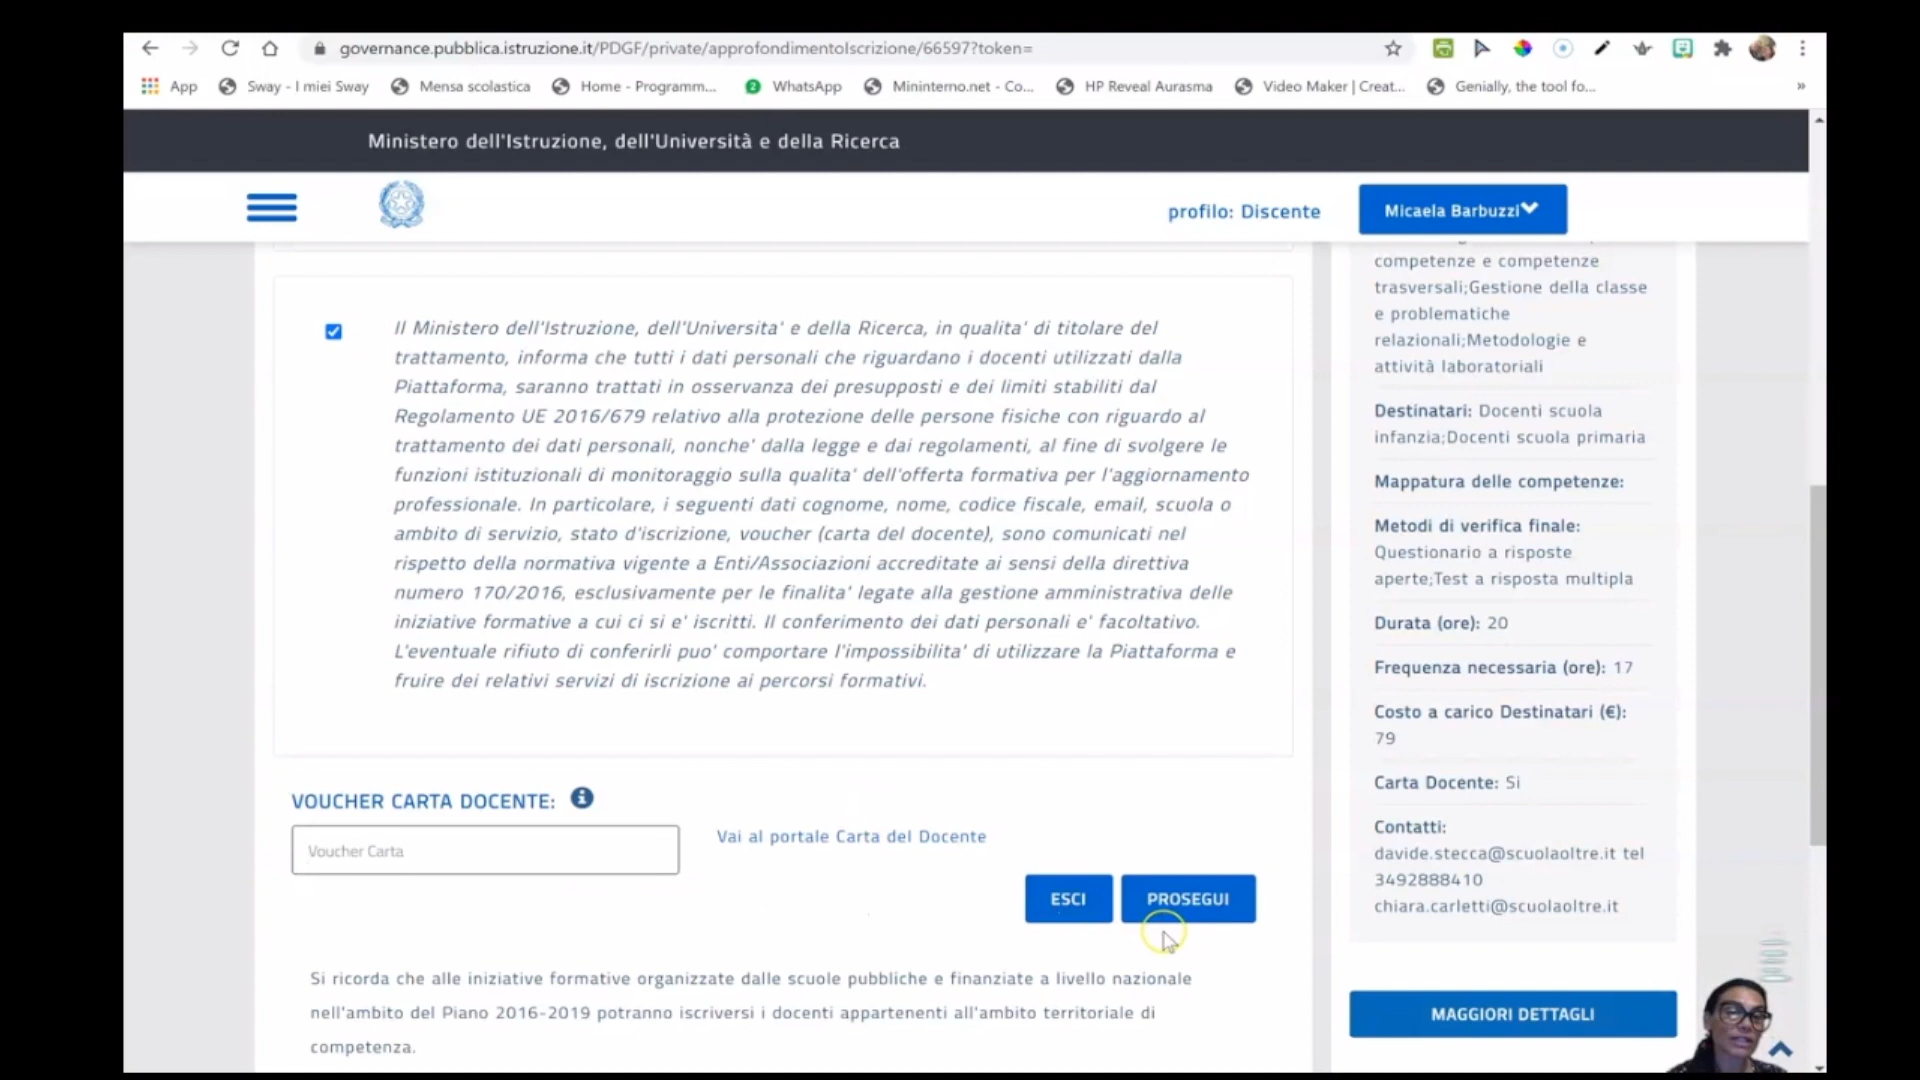 governance.pubblica.istruzione.it/PDGF/private/approfondimentoIscrizione/66597?token=
App
Sway - I miei Sway
Mensa scolastica
Home - Programm...
2
WhatsApp
Mininterno.net - Co...
HP Reveal Aurasma
Video Maker | Creat...
Genially, the tool fo...
»
Ministero dell'Istruzione, dell'Università e della Ricerca
profilo: Discente
Micaela Barbuzzi
Il Ministero dell'Istruzione, dell'Universita' e della Ricerca, in qualita' di titolare del
trattamento, informa che tutti i dati personali che riguardano i docenti utilizzati dalla
Piattaforma, saranno trattati in osservanza dei presupposti e dei limiti stabiliti dal
Regolamento UE 2016/679 relativo alla protezione delle persone fisiche con riguardo al
trattamento dei dati personali, nonche' dalla legge e dai regolamenti, al fine di svolgere le
funzioni istituzionali di monitoraggio sulla qualita' dell'offerta formativa per l'aggiornamento
professionale. In particolare, i seguenti dati cognome, nome, codice fiscale, email, scuola o
ambito di servizio, stato d'iscrizione, voucher (carta del docente), sono comunicati nel
rispetto della normativa vigente a Enti/Associazioni accreditate ai sensi della direttiva
numero 170/2016, esclusivamente per le finalita' legate alla gestione amministrativa delle
iniziative formative a cui ci si e' iscritti. Il conferimento dei dati personali e' facoltativo.
L'eventuale rifiuto di conferirli puo' comportare l'impossibilita' di utilizzare la Piattaforma e
fruire dei relativi servizi di iscrizione ai percorsi formativi.
VOUCHER CARTA DOCENTE:
Voucher Carta
Vai al portale Carta del Docente
ESCI
PROSEGUI
Si ricorda che alle iniziative formative organizzate dalle scuole pubbliche e finanziate a livello nazionale
nell'ambito del Piano 2016-2019 potranno iscriversi i docenti appartenenti all'ambito territoriale di
competenza.
competenze e competenze
trasversali;Gestione della classe
e problematiche
relazionali;Metodologie e
attività laboratoriali
Destinatari: Docenti scuola
infanzia;Docenti scuola primaria
Mappatura delle competenze:
Metodi di verifica finale:
Questionario a risposte
aperte;Test a risposta multipla
Durata (ore): 20
Frequenza necessaria (ore): 17
Costo a carico Destinatari (€):
79
Carta Docente: Si
Contatti:
davide.stecca@scuolaoltre.it tel
3492888410
chiara.carletti@scuolaoltre.it
MAGGIORI DETTAGLI